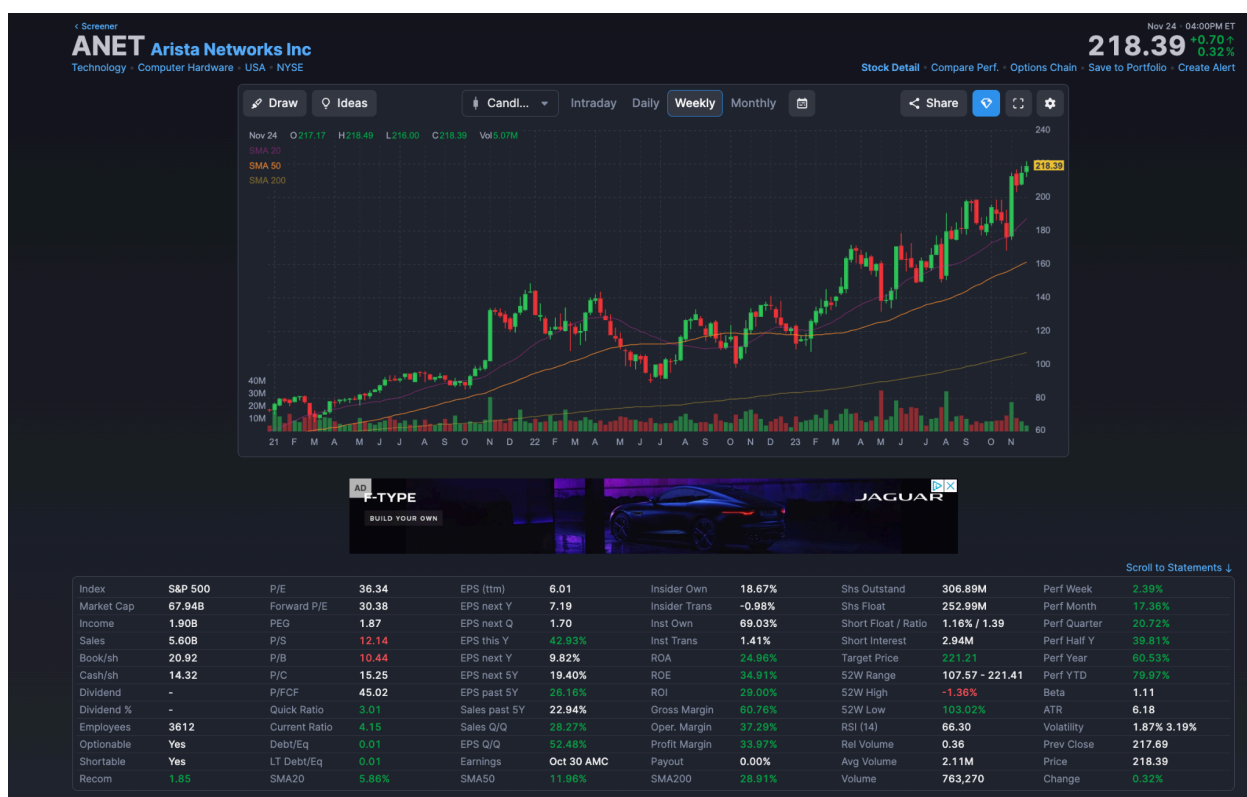 ‹ Screener
Nov 24 · 04:00PM ET
ANET Arista Networks Inc
218.39 +0.70↑ 0.32%
Technology • Computer Hardware • USA • NYSE
Stock Detail • Compare Perf. • Options Chain • Save to Portfolio • Create Alert
Draw Ideas Candl... Intraday Daily Weekly Monthly Share
Nov 24 O217.17 H218.49 L216.00 C218.39 Vol5.07M
SMA 20
SMA 50
SMA 200
240
218.39
200
180
160
140
120
100
80
60
40M
30M
20M
10M
21 F M A M J J A S O N D 22 F M A M J J A S O N D 23 F M A M J J A S O N
AD
F-TYPE
BUILD YOUR OWN
JAGUAR
Scroll to Statements ↓
Index S&P 500 P/E 36.34 EPS (ttm) 6.01 Insider Own 18.67% Shs Outstand 306.89M Perf Week 2.39%
Market Cap 67.94B Forward P/E 30.38 EPS next Y 7.19 Insider Trans -0.98% Shs Float 252.99M Perf Month 17.36%
Income 1.90B PEG 1.87 EPS next Q 1.70 Inst Own 69.03% Short Float / Ratio 1.16% / 1.39 Perf Quarter 20.72%
Sales 5.60B P/S 12.14 EPS this Y 42.93% Inst Trans 1.41% Short Interest 2.94M Perf Half Y 39.81%
Book/sh 20.92 P/B 10.44 EPS next Y 9.82% ROA 24.96% Target Price 221.21 Perf Year 60.53%
Cash/sh 14.32 P/C 15.25 EPS next 5Y 19.40% ROE 34.91% 52W Range 107.57 - 221.41 Perf YTD 79.97%
Dividend - P/FCF 45.02 EPS past 5Y 26.16% ROI 29.00% 52W High -1.36% Beta 1.11
Dividend % - Quick Ratio 3.01 Sales past 5Y 22.94% Gross Margin 60.76% 52W Low 103.02% ATR 6.18
Employees 3612 Current Ratio 4.15 Sales Q/Q 28.27% Oper. Margin 37.29% RSI (14) 66.30 Volatility 1.87% 3.19%
Optionable Yes Debt/Eq 0.01 EPS Q/Q 52.48% Profit Margin 33.97% Rel Volume 0.36 Prev Close 217.69
Shortable Yes LT Debt/Eq 0.01 Earnings Oct 30 AMC Payout 0.00% Avg Volume 2.11M Price 218.39
Recom 1.85 SMA20 5.86% SMA50 11.96% SMA200 28.91% Volume 763,270 Change 0.32%